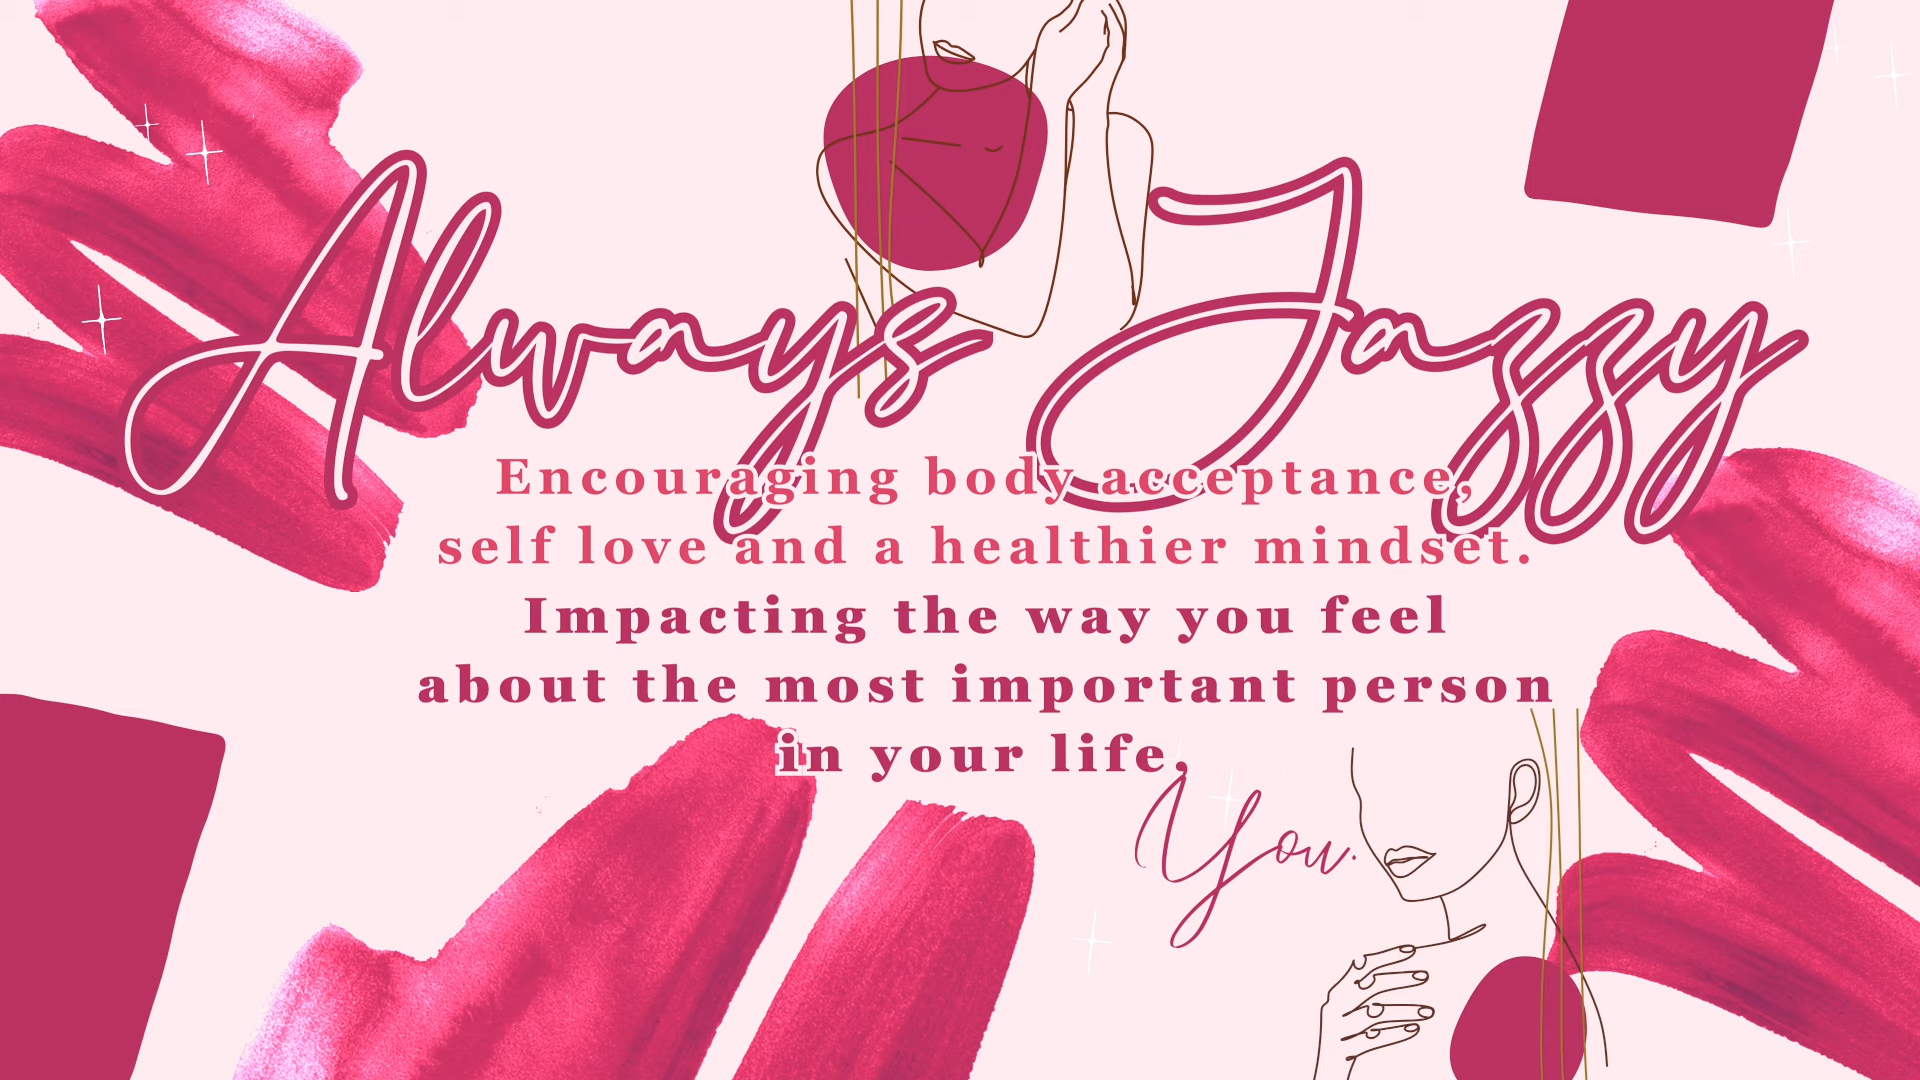 Always Jazzy
Encouraging body acceptance,
self love and a healthier mindset.
Impacting the way you feel
about the most important person
in your life,
You.